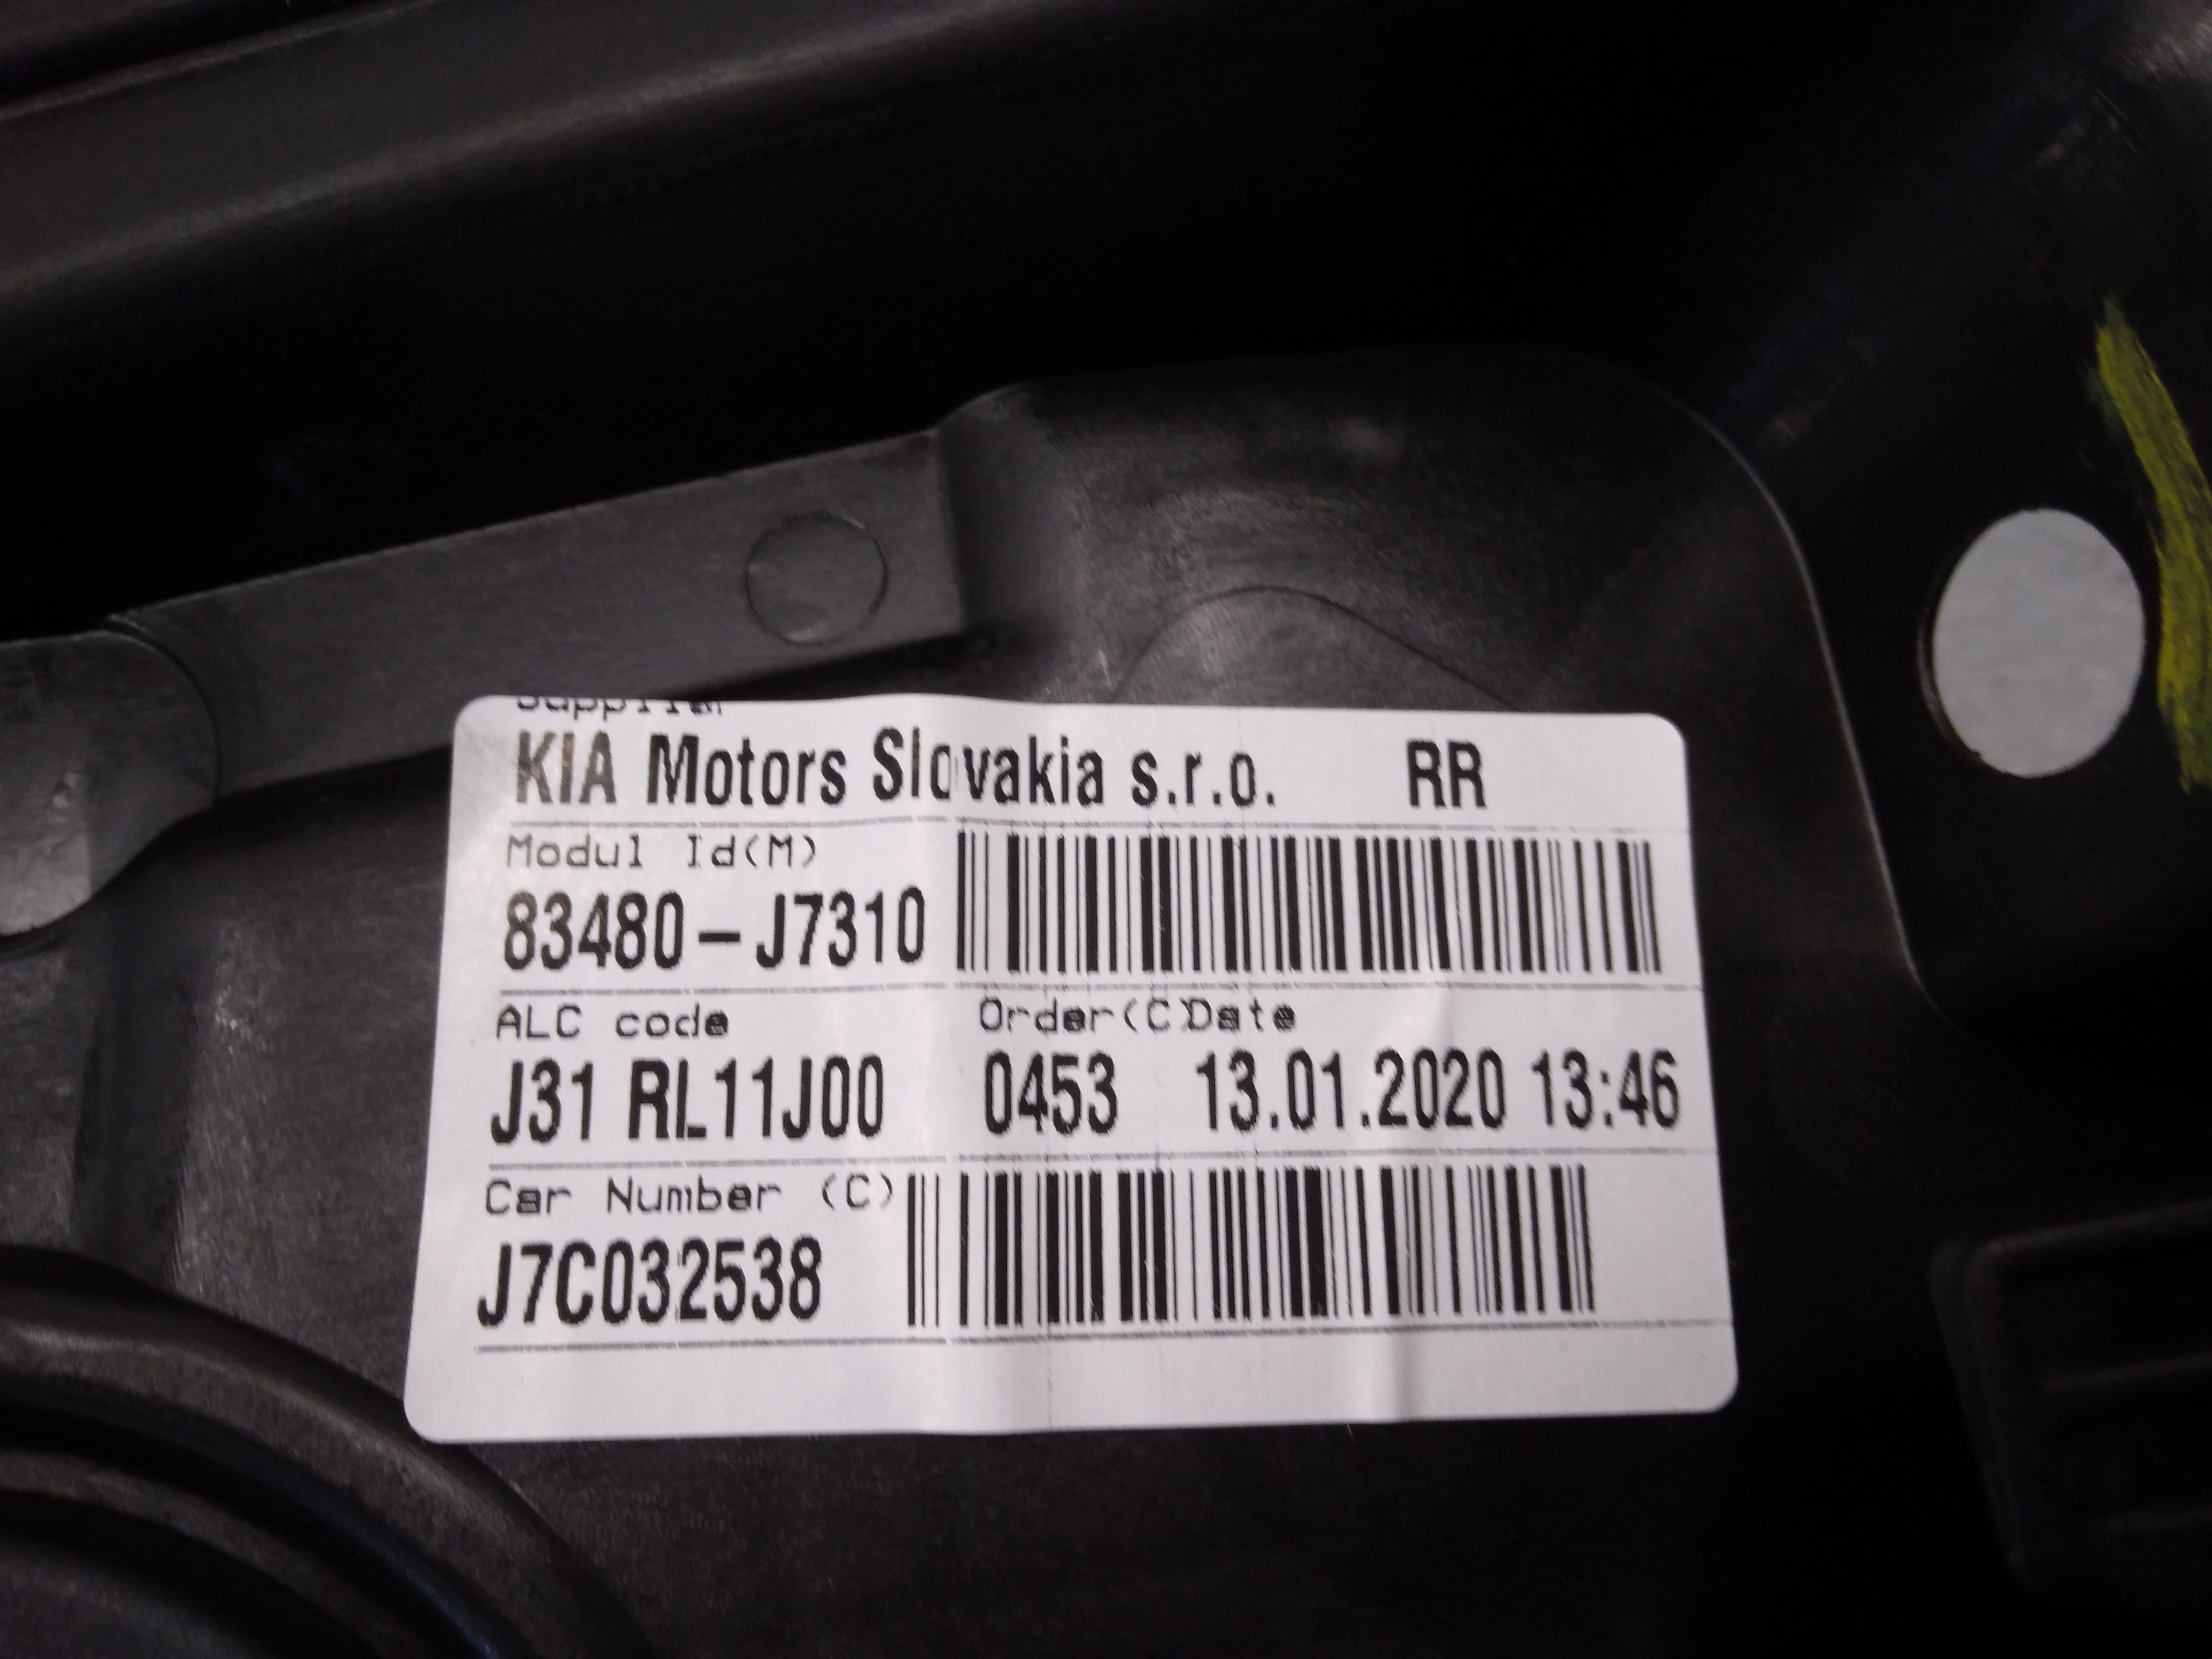 Supplier
KIA Motors Slovakia s.r.o. RR
Modul Id(M)
83480-J7310
ALC code Order(C)Date
J31 RL11J00 0453 13.01.2020 13:46
Car Number (C)
J7C032538